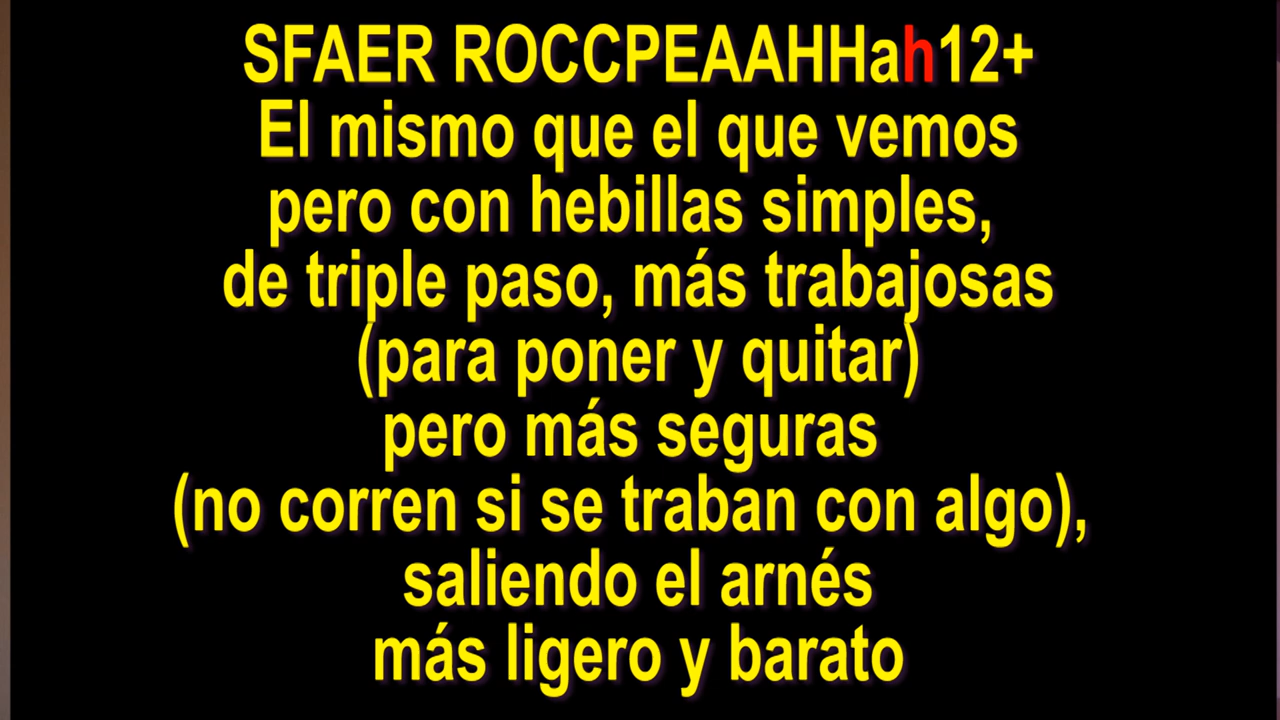 SFAER ROCCPEAAHHah12+
El mismo que el que vemos
pero con hebillas simples,
de triple paso, más trabajosas
(para poner y quitar)
pero más seguras
(no corren si se traban con algo),
saliendo el arnés
más ligero y barato